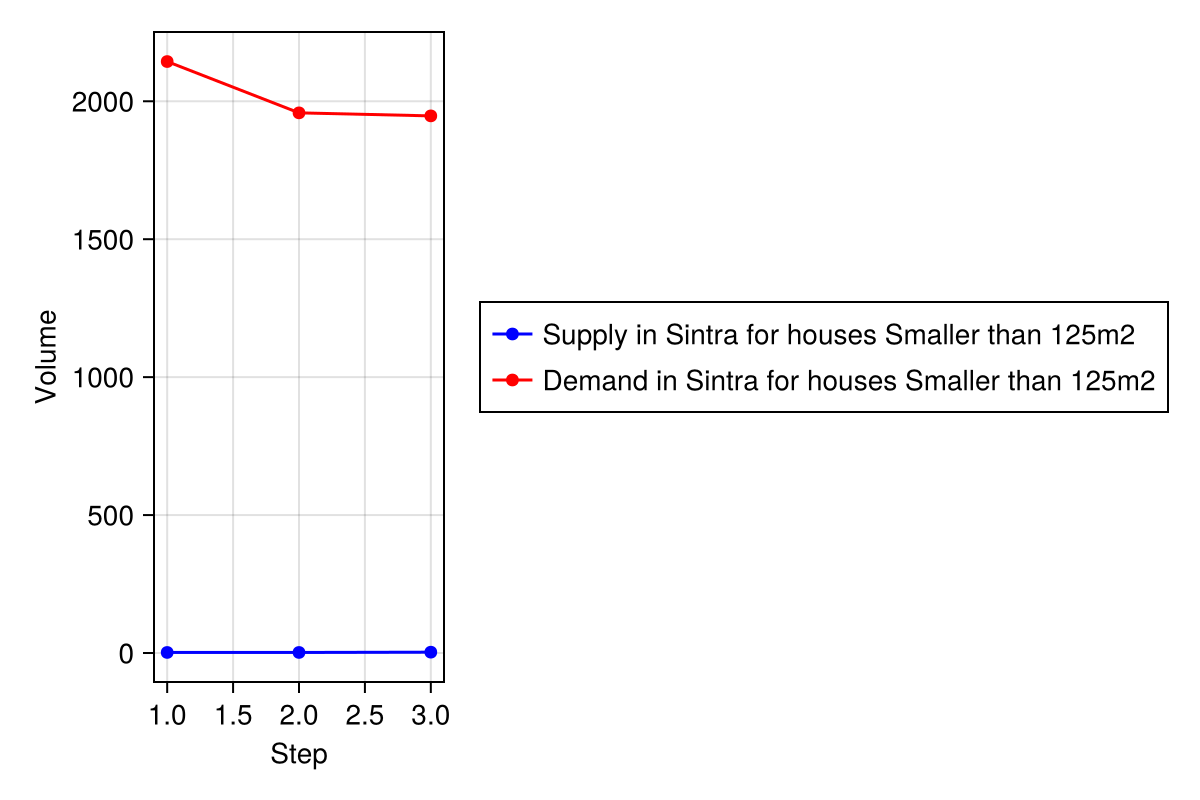 2000
1500
1000
500
0
Volume
1.0 1.5 2.0 2.5 3.0
Step
Supply in Sintra for houses Smaller than 125m2
Demand in Sintra for houses Smaller than 125m2